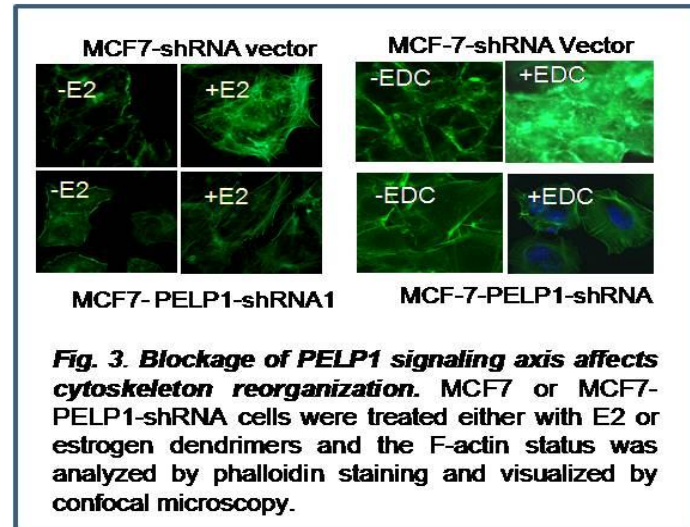 MCF7-shRNA vector MCF-7-shRNA Vector
-E2 +E2 -EDC +EDC
-E2 +E2 -EDC +EDC
MCF7- PELP1-shRNA1 MCF-7-PELP1-shRNA
Fig. 3. Blockage of PELP1 signaling axis affects
cytoskeleton reorganization. MCF7 or MCF7-
PELP1-shRNA cells were treated either with E2 or
estrogen dendrimers and the F-actin status was
analyzed by phalloidin staining and visualized by
confocal microscopy.